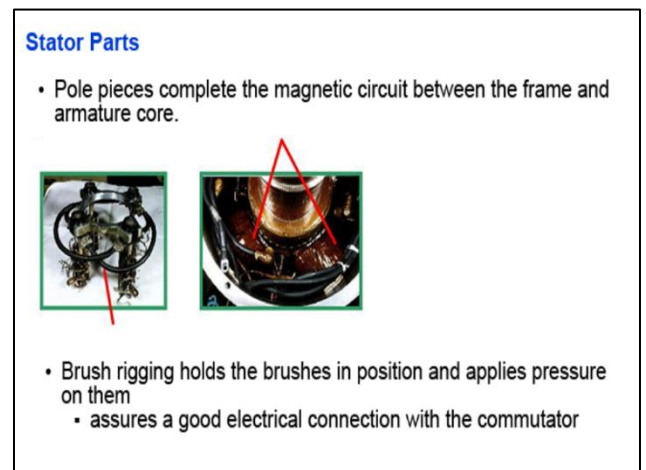 Stator Parts
• Pole pieces complete the magnetic circuit between the frame and
armature core.
• Brush rigging holds the brushes in position and applies pressure
on them
▪ assures a good electrical connection with the commutator